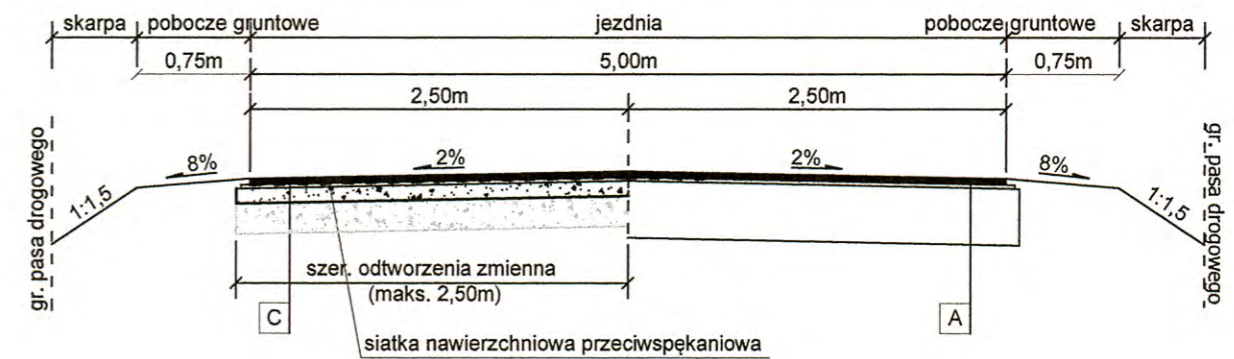 skarpa pobocze gruntowe jezdnia pobocze gruntowe skarpa
0,75m 5,00m 0,75m
2,50m 2,50m
gr. pasa drogowego
8% 2% 2% 8%
1:1,5 1:1,5
gr. pasa drogowego
szer. odtworzenia zmienna
(maks. 2,50m)
C A
siatka nawierzchniowa przeciwspękaniowa